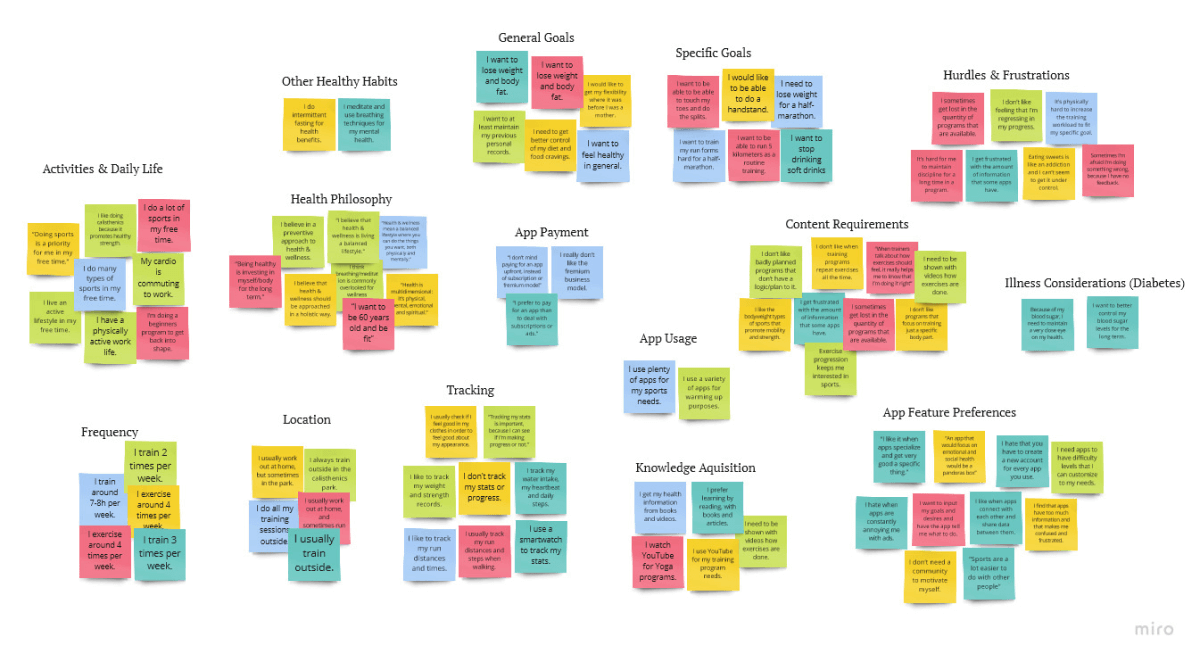 General Goals
I want to
lose weight
and body
fat.
I want to
lose weight
and body
fat.
I would like to
get my flexibility
where it was
before I was a
mother.
I want to at
least maintain
my previous
personal
records.
I need to get
better control
of my diet and
food cravings.
I want to
feel healthy
in general.
Specific Goals
I want to be
able to be able
to touch my
toes and do
the splits.
I would like
to be able
to do a
handstand.
I need to
lose weight
for a half-
marathon.
I want to train
my run forms
hard for a half-
marathon.
I want to be
able to run 5
kilometers as a
routine
training.
I want to
stop
drinking
soft drinks
Hurdles & Frustrations
I sometimes
get lost in the
quantity of
programs that
are available.
I don't like
feeling that I'm
regressing in
my progress.
It's physically
hard to increase
the training
workload to fit
my specific goal.
It's hard for me
to maintain
discipline for a
long time in a
program.
I get frustrated
with the amount
of information
that some apps
have.
Eating sweets is
like an addiction
and I can't seem
to get it under
control.
Sometimes I'm
afraid I'm doing
something wrong,
because I have no
feedback.
Other Healthy Habits
I do
intermittent
fasting for
health
benefits.
I meditate and
use breathing
techniques for
my mental
health.
Activities & Daily Life
I like doing
calisthenics
because it
promotes healthy
strength.
I do a lot of
sports in
my free
time.
"Doing sports
is a priority
for me in my
free time."
I do many
types of
sports in my
free time.
My cardio
is
commuting
to work.
I live an
active
lifestyle in my
free time.
I have a
physically
active work
life.
I'm doing a
beginners
program to get
back into
shape.
Health Philosophy
I believe in a
preventive
approach to
health &
wellness.
"I believe that
health &
wellness is living
a balanced
lifestyle."
"Health & wellness
mean a balanced
lifestyle where you
can do the things
you want, both
physically and
mentally."
"Being healthy
is investing in
myself/body
for the long
term."
I think
breathing/meditation
is commonly
overlooked for
wellness
I believe that
health &
wellness should
be approached
in a holistic way.
"Health is
multidimensional
it's physical,
mental, emotional
and spiritual."
"I want to
be 60 years
old and be
fit"
App Payment
"I don't mind
paying for an app
upfront, instead
of subscription or
premium model"
I really don't
like the
fremium
business
model.
"I prefer to pay
for an app than
to deal with
subscriptions or
ads."
Content Requirements
I don't like
badly planned
programs that
don't have a
logic/plan to it.
I don't like when
training
programs
repeat exercises
all the time.
"When trainers
talk about how
exercises should
feel, it really helps
me to know that
I'm doing it right"
I need to be
shown with
videos how
exercises are
done.
I like the
bodyweight types
of sports that
promote mobility
and strength.
I get frustrated
with the amount
of information
that some apps
have.
I sometimes
get lost in the
quantity of
programs that
are available.
I don't like
programs that
focus on training
just a specific
body part.
Exercise
progression
keeps me
interested in
sports.
Illness Considerations (Diabetes)
Because of my
blood sugar, I
need to maintain
a very close eye
on my health.
I want to better
control my
blood sugar
levels for the
long term.
App Usage
I use plenty
of apps for
my sports
needs.
I use a variety
of apps for
warming up
purposes.
Tracking
I usually check if I
feel good in my
clothes in order to
feel good about
my appearance.
"Tracking my stats
is important,
because I can see
if I'm making
progress or not."
I like to track
my weight
and strength
records.
I don't track
my stats or
progress.
I track my
water intake,
my heartbeat
and daily
steps.
I like to track
my run
distances
and times.
I usually track
my run
distances and
steps when
walking.
I use a
smartwatch
to track my
stats.
Frequency
I train 2
times per
week.
I train
around
7-8h per
week.
I exercise
around 4
times per
week.
I exercise
around 4
times per
week.
I train 3
times per
week.
Location
I usually work
out at home,
but sometimes
in the park.
I always train
outside in the
calisthenics
park.
I do all my
training
sessions
outside.
I usually work
out at home,
and
sometimes run
I usually
train
outside.
Knowledge Aquisition
I get my health
information
from books
and videos.
I prefer
learning by
reading, with
books and
articles.
I need to be
shown with
videos how
exercises are
done.
I watch
YouTube
for Yoga
programs.
I use YouTube
for my training
program
needs.
App Feature Preferences
"I like it when
apps specialize
and get very
good a specific
thing."
"An app that
would focus on
emotional and
social health
would be a
pandoras box"
I hate that you
have to create
a new account
for every app
you use.
I need apps to
have difficulty
levels that I
can customize
to my needs.
I hate when
apps are
constantly
annoying me
with ads.
I want to input
my goals and
desires and
have the app tell
me what to do.
I like when apps
connect with
each other and
share data
between them.
I find that apps
have too much
information and
that makes me
confused and
frustrated.
I don't need a
community
to motivate
myself.
"Sports are a
lot easier to
do with other
people"
miro